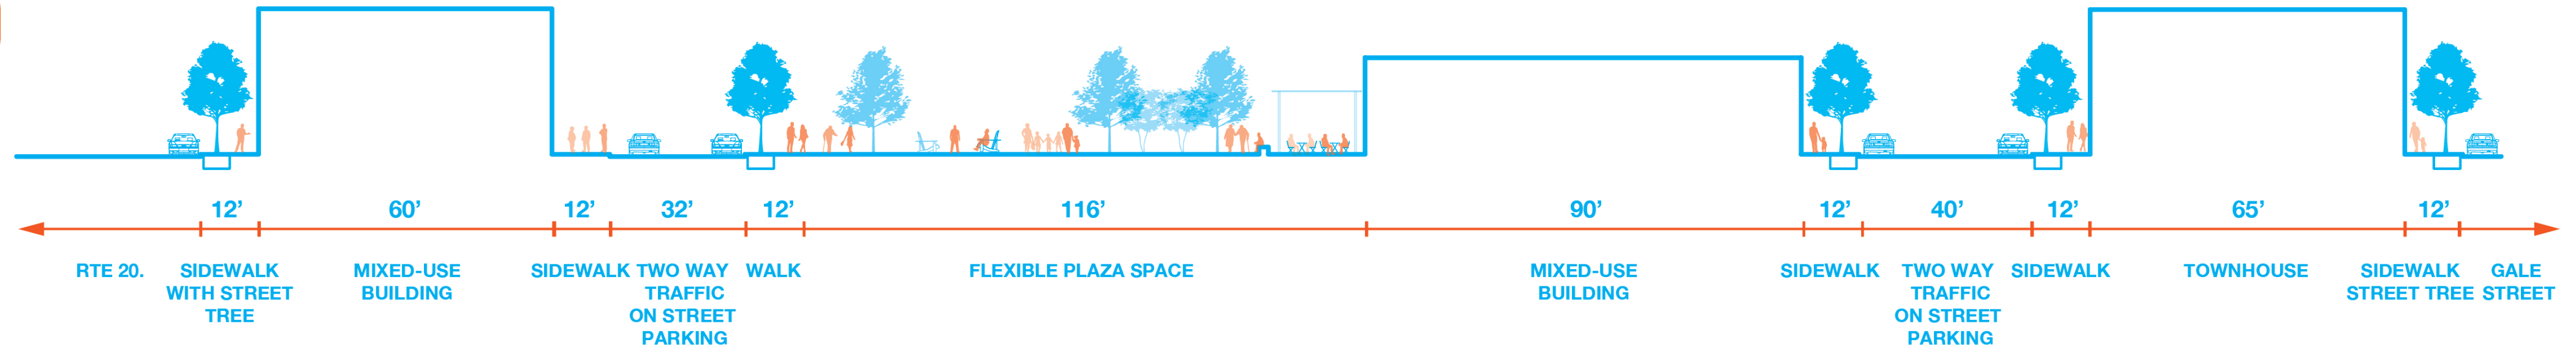 12’ 60’ 12’ 32’ 12’ 116’ 90’ 12’ 40’ 12’ 65’ 12’
RTE 20.
SIDEWALK
WITH STREET
TREE
MIXED-USE
BUILDING
SIDEWALK
TWO WAY
TRAFFIC
ON STREET
PARKING
WALK
FLEXIBLE PLAZA SPACE
MIXED-USE
BUILDING
SIDEWALK
TWO WAY
TRAFFIC
ON STREET
PARKING
SIDEWALK
TOWNHOUSE
SIDEWALK
STREET TREE
GALE
STREET